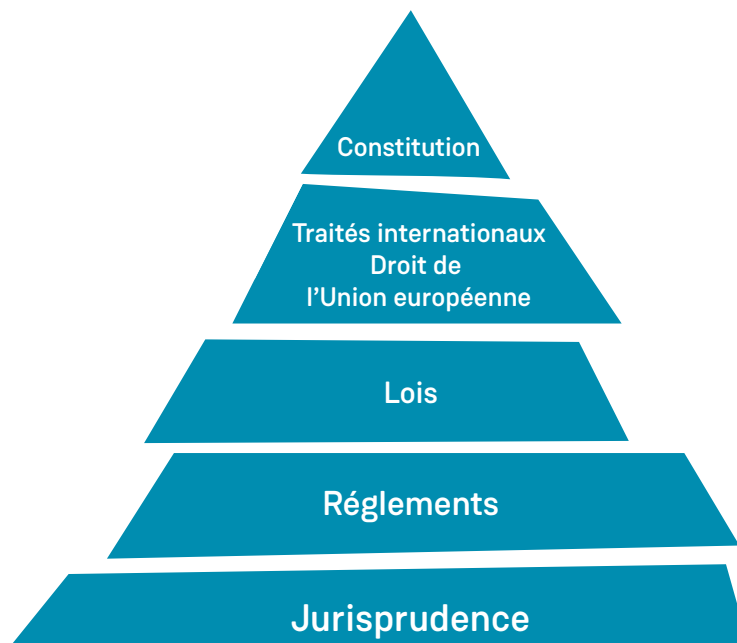 Constitution
Traités internationaux
Droit de
l'Union européenne
Lois
Réglements
Jurisprudence